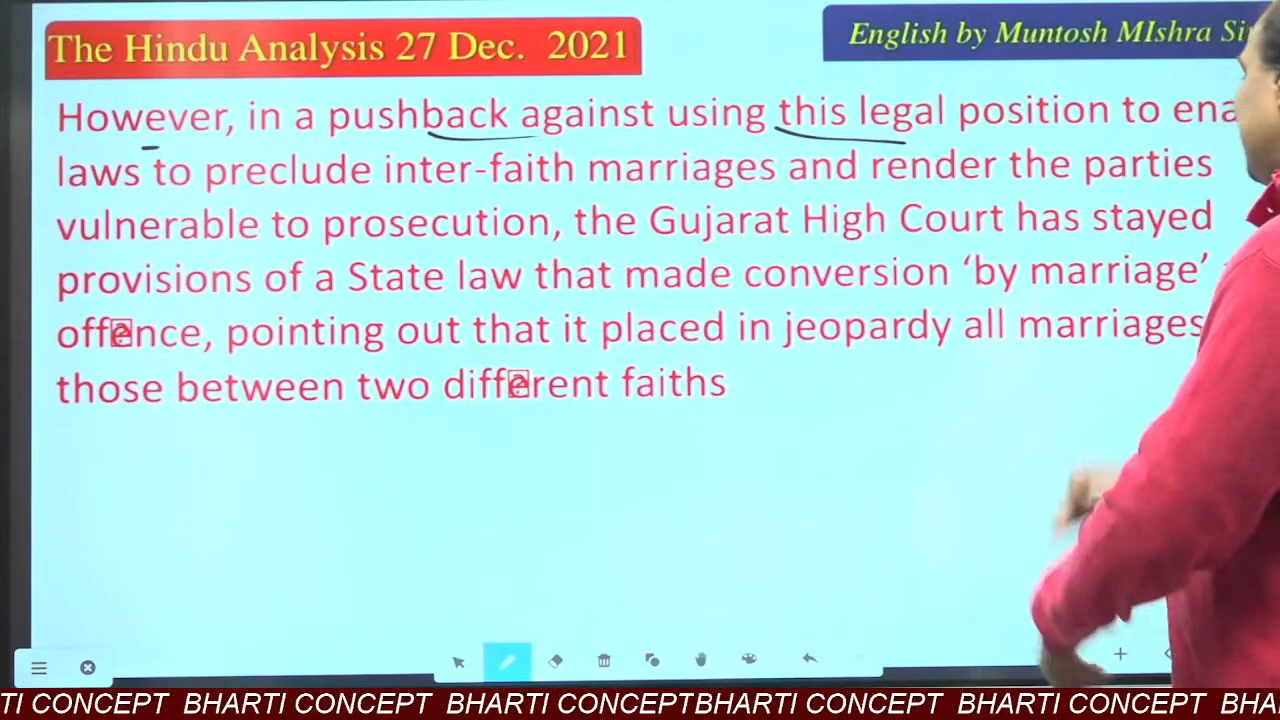 The Hindu Analysis 27 Dec. 2021
English by Muntosh MIshra
However, in a pushback against using this legal position to
laws to preclude inter-faith marriages and render the parties
vulnerable to prosecution, the Gujarat High Court has stayed
provisions of a State law that made conversion ‘by marriage’
offence, pointing out that it placed in jeopardy all marriages
those between two different faiths
TI CONCEPT BHARTI CONCEPT BHARTI CONCEPT BHARTI CONCEPTBHARTI CONCEPT BHARTI CONCEPT BHA